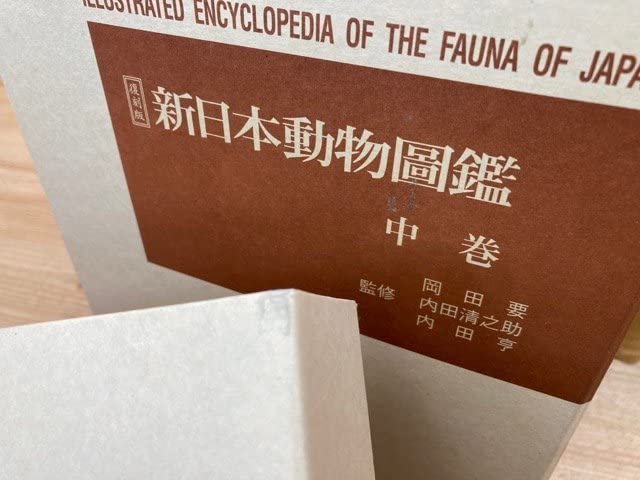 ILLUSTRATED ENCYCLOPEDIA OF THE FAUNA OF JAPA
復刻版
新日本動物圖鑑
中巻
監修
岡田要
内田清之助
内田亨